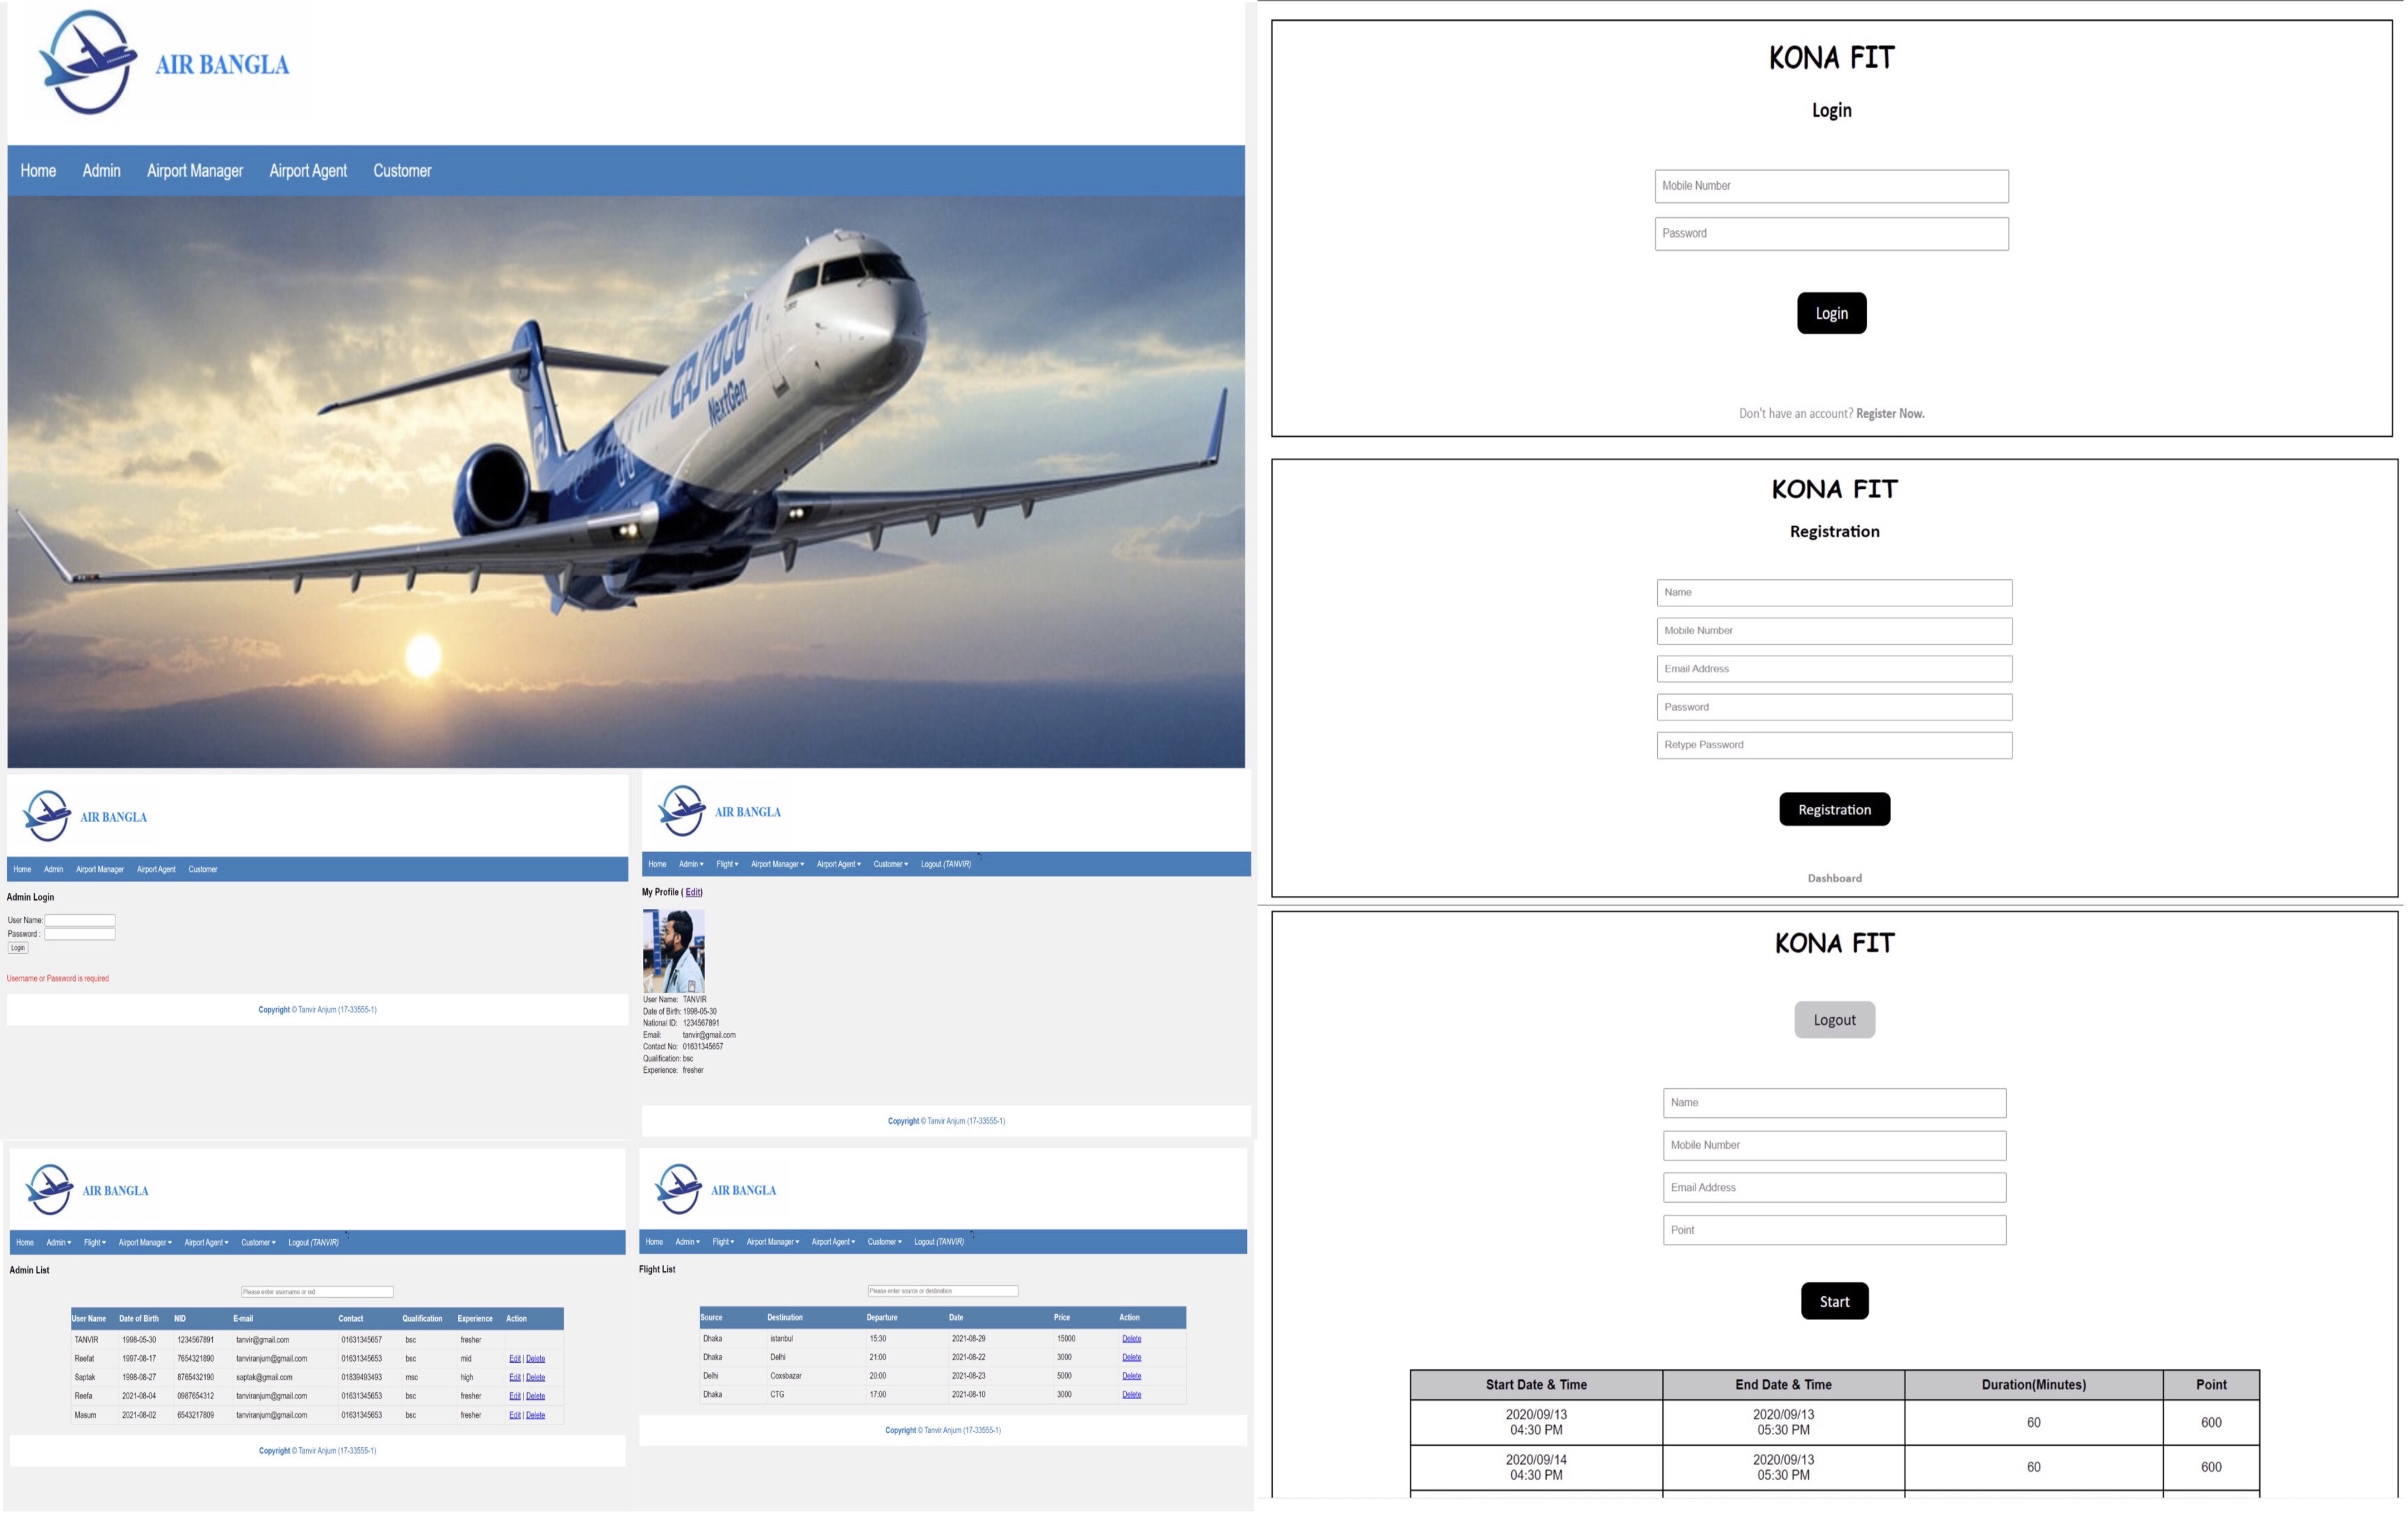 AIR BANGLA
Home Admin Airport Manager Airport Agent Customer
NextGen
AIR BANGLA
Home Admin Airport Manager Airport Agent Customer
Admin Login
User Name:
Password :
Login
Username or Password is required
Copyright © Tanvir Anjum (17-33555-1)
AIR BANGLA
Home Admin Flight Airport Manager Airport Agent Customer Logout (TANVIR)
My Profile ( Edit)
User Name: TANVIR
Date of Birth: 1998-05-30
National ID: 1234567891
Email: tanvir@gmail.com
Contact No: 01631345657
Qualification: bsc
Experience: fresher
Copyright © Tanvir Anjum (17-33555-1)
AIR BANGLA
Home Admin Flight Airport Manager Airport Agent Customer Logout (TANVIR)
Admin List
Please enter username or nid
User Name Date of Birth NID E-mail Contact Qualification Experience Action
TANVIR 1998-05-30 1234567891 tanvir@gmail.com 01631345657 bsc fresher
Reefat 1997-08-17 7654321890 tanviranjum@gmail.com 01631345653 bsc mid Edit | Delete
Saptak 1998-08-27 8765432190 saptak@gmail.com 01839493493 msc high Edit | Delete
Reefa 2021-08-04 0987654312 tanviranjum@gmail.com 01631345653 bsc fresher Edit | Delete
Masum 2021-08-02 6543217809 tanviranjum@gmail.com 01631345653 bsc fresher Edit | Delete
Copyright © Tanvir Anjum (17-33555-1)
AIR BANGLA
Home Admin Flight Airport Manager Airport Agent Customer Logout (TANVIR)
Flight List
Please enter source or destination
Source Destination Departure Date Price Action
Dhaka istanbul 15:30 2021-08-29 15000 Delete
Dhaka Delhi 21:00 2021-08-22 3000 Delete
Delhi Coxsbazar 20:00 2021-08-23 5000 Delete
Dhaka CTG 17:00 2021-08-10 3000 Delete
Copyright © Tanvir Anjum (17-33555-1)
KONA FIT
Login
Mobile Number
Password
Login
Don't have an account? Register Now.
KONA FIT
Registration
Name
Mobile Number
Email Address
Password
Retype Password
Registration
Dashboard
KONA FIT
Logout
Name
Mobile Number
Email Address
Point
Start
Start Date & Time End Date & Time Duration(Minutes) Point
2020/09/13 04:30 PM 2020/09/13 05:30 PM 60 600
2020/09/14 04:30 PM 2020/09/13 05:30 PM 60 600